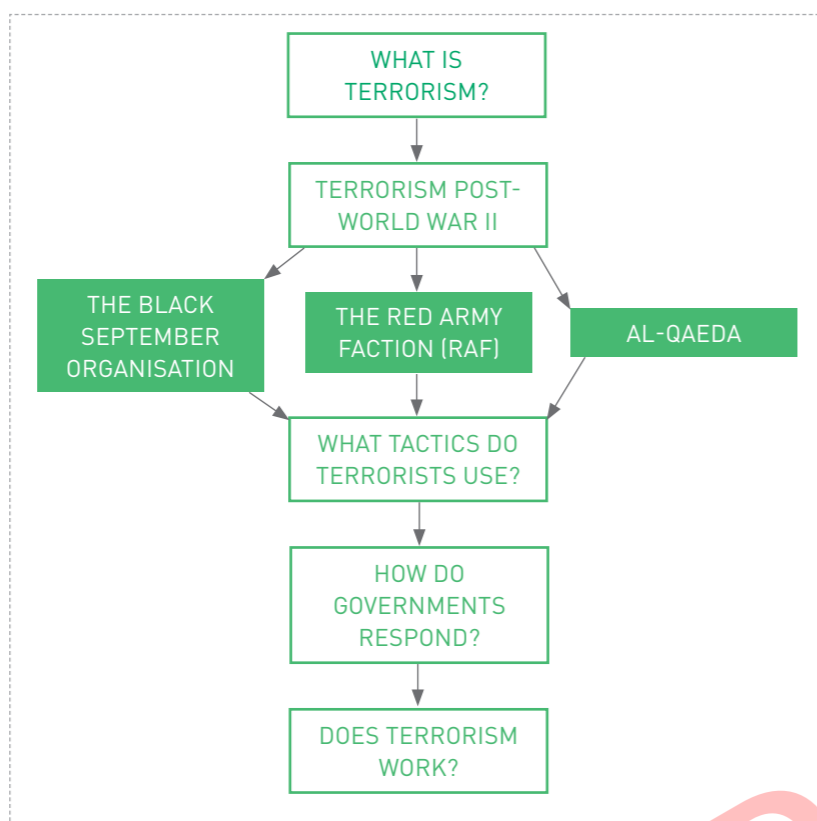 WHAT IS
TERRORISM?
TERRORISM POST-
WORLD WAR II
THE BLACK
SEPTEMBER
ORGANISATION
THE RED ARMY
FACTION (RAF)
AL-QAEDA
WHAT TACTICS DO
TERRORISTS USE?
HOW DO
GOVERNMENTS
RESPOND?
DOES TERRORISM
WORK?